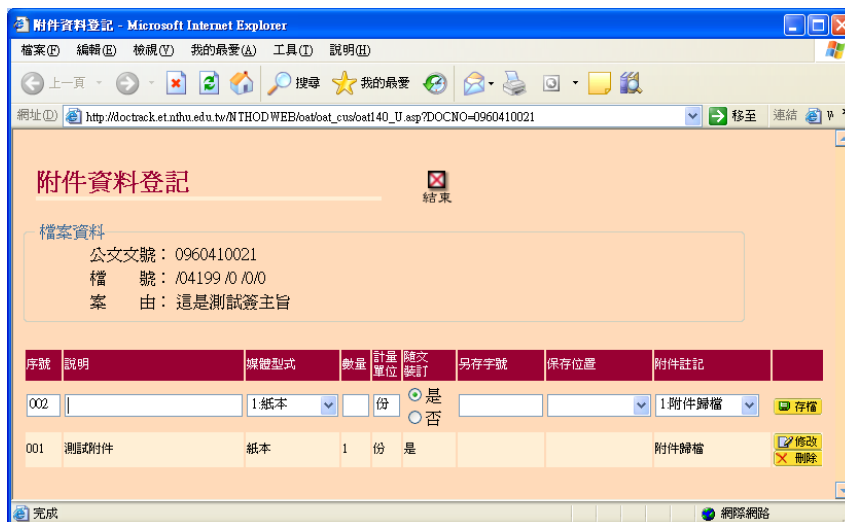 附件資料登記 - Microsoft Internet Explorer
檔案(F) 編輯(E) 檢視(V) 我的最愛(A) 工具(T) 說明(H)
上一頁 搜尋 我的最愛
網址(D) http://doctrack.et.nthu.edu.tw/NTHODWEB/oat/oat_cus/oat140_U.asp?DOCNO=0960410021 移至 連結
附件資料登記
結束
檔案資料
公文文號： 0960410021
檔 號： /04199 /0 /0/0
案 由： 這是測試簽主旨
序號 說明 媒體型式 數量 計量單位 隨文裝訂 另存字號 保存位置 附件註記
002 1:紙本 份 是 否 1:附件歸檔 存檔
001 測試附件 紙本 1 份 是 附件歸檔 修改 刪除
完成 網際網路